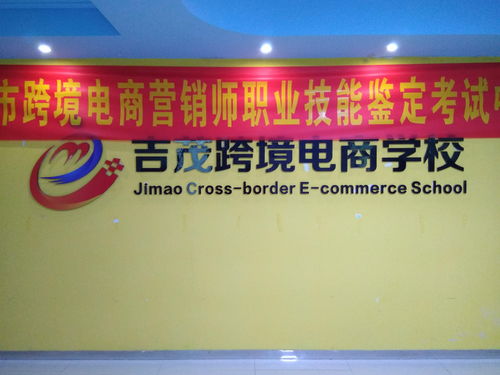 市跨境电商营销师职业技能鉴定考试
吉茂跨境电商学校
Jimao Cross-border E-commerce School